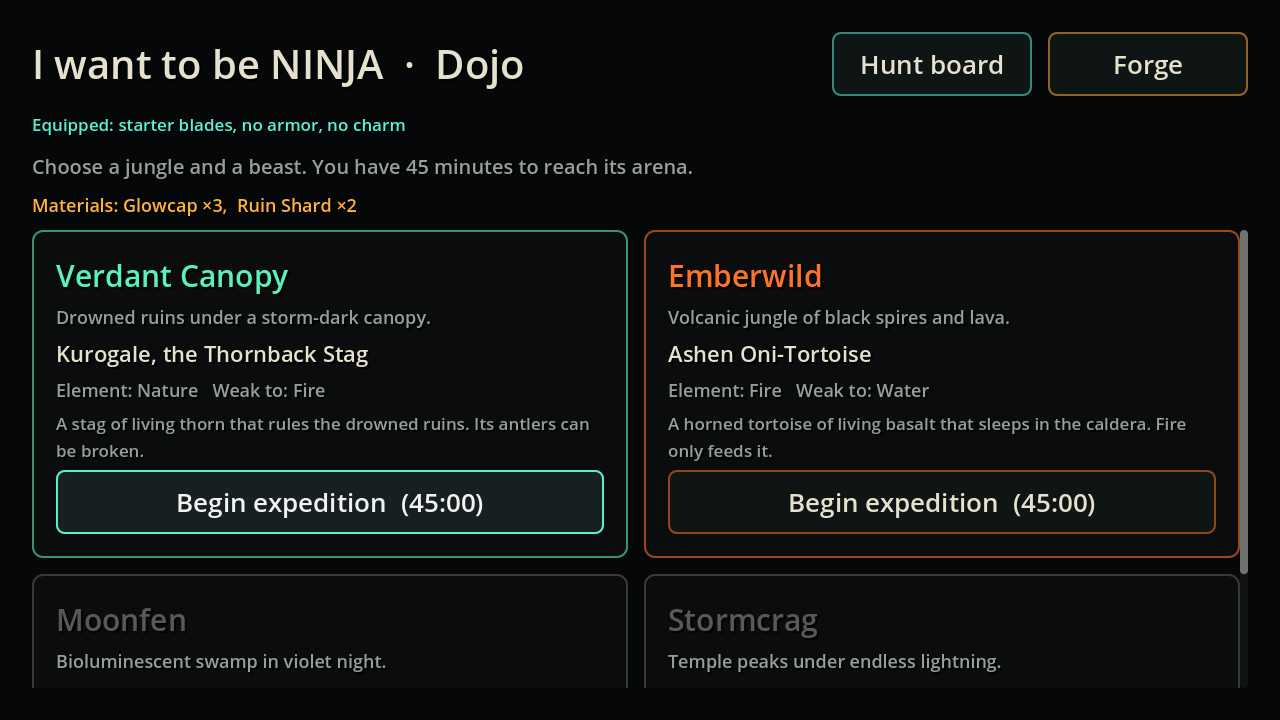 I want to be NINJA · Dojo
Hunt board
Forge
Equipped: starter blades, no armor, no charm
Choose a jungle and a beast. You have 45 minutes to reach its arena.
Materials: Glowcap ×3,  Ruin Shard ×2
Verdant Canopy
Drowned ruins under a storm-dark canopy.
Kurogale, the Thornback Stag
Element: Nature   Weak to: Fire
A stag of living thorn that rules the drowned ruins. Its antlers can
be broken.
Begin expedition  (45:00)
Emberwild
Volcanic jungle of black spires and lava.
Ashen Oni-Tortoise
Element: Fire   Weak to: Water
A horned tortoise of living basalt that sleeps in the caldera. Fire
only feeds it.
Begin expedition  (45:00)
Moonfen
Bioluminescent swamp in violet night.
Stormcrag
Temple peaks under endless lightning.